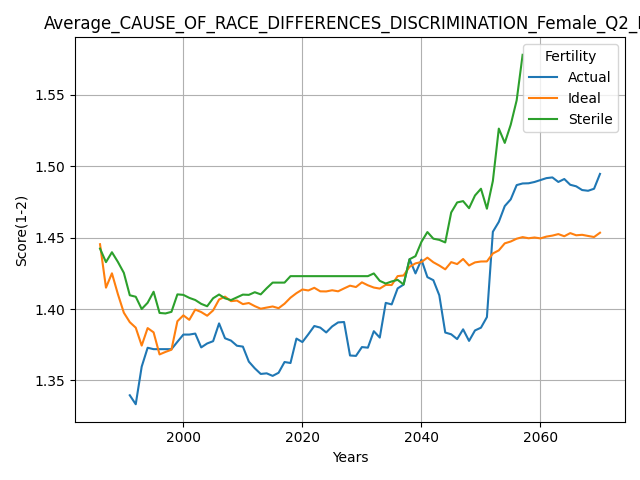 Average_CAUSE_OF_RACE_DIFFERENCES_DISCRIMINATION_Female_Q2_
Fertility
Actual
Ideal
Sterile
Score(1-2)
1.55
1.50
1.45
1.40
1.35
2000 2020 2040 2060
Years